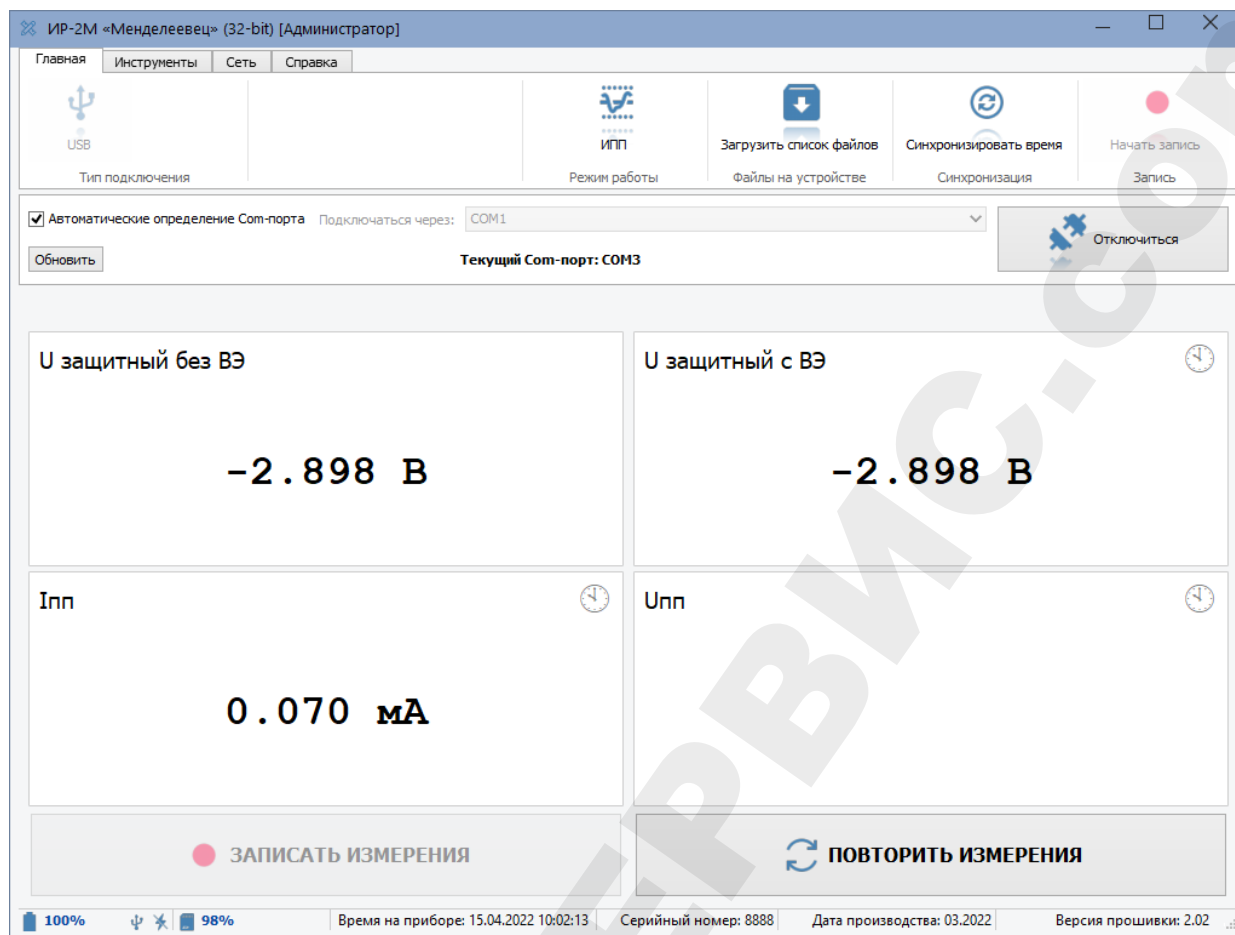 ИР-2М «Менделеевец» (32-bit) [Администратор]
Главная Инструменты Сеть Справка
USB ИПП Загрузить список файлов Синхронизировать время Начать запись
Тип подключения Режим работы Файлы на устройстве Синхронизация Запись
Автоматические определение Com-порта Подключаться через: COM1 Отключиться
Обновить Текущий Com-порт: COM3
U защитный без ВЭ U защитный с ВЭ
-2.898 В -2.898 В
Iпп Uпп
0.070 мА
ЗАПИСАТЬ ИЗМЕРЕНИЯ ПОВТОРИТЬ ИЗМЕРЕНИЯ
100% 98% Время на приборе: 15.04.2022 10:02:13 Серийный номер: 8888 Дата производства: 03.2022 Версия прошивки: 2.02